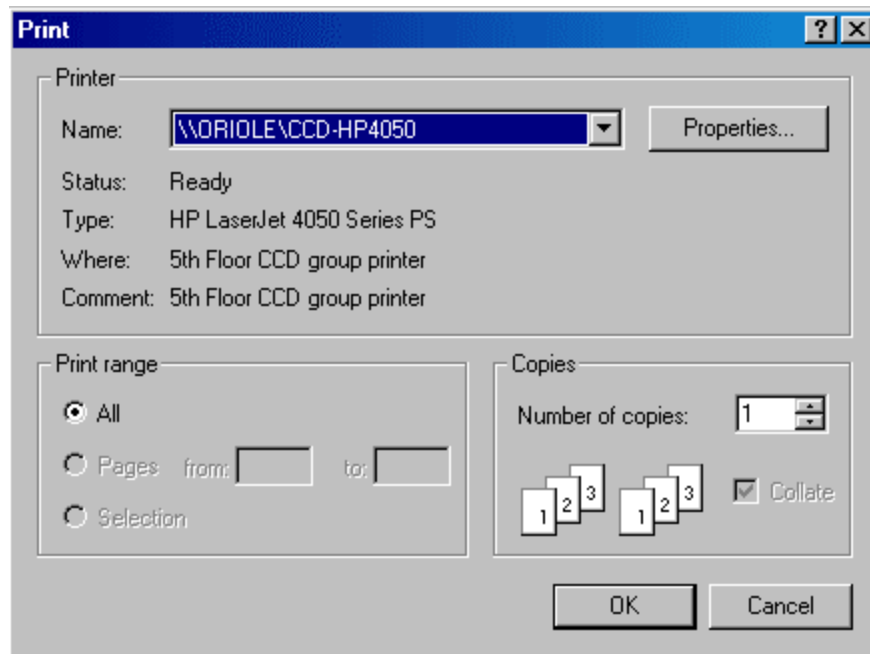 Print
Printer
Name: \\ORIOLE\CCD-HP4050 Properties...
Status: Ready
Type: HP LaserJet 4050 Series PS
Where: 5th Floor CCD group printer
Comment: 5th Floor CCD group printer
Print range
All
Pages from: to:
Selection
Copies
Number of copies: 1
1 2 3 1 2 3 Collate
OK Cancel